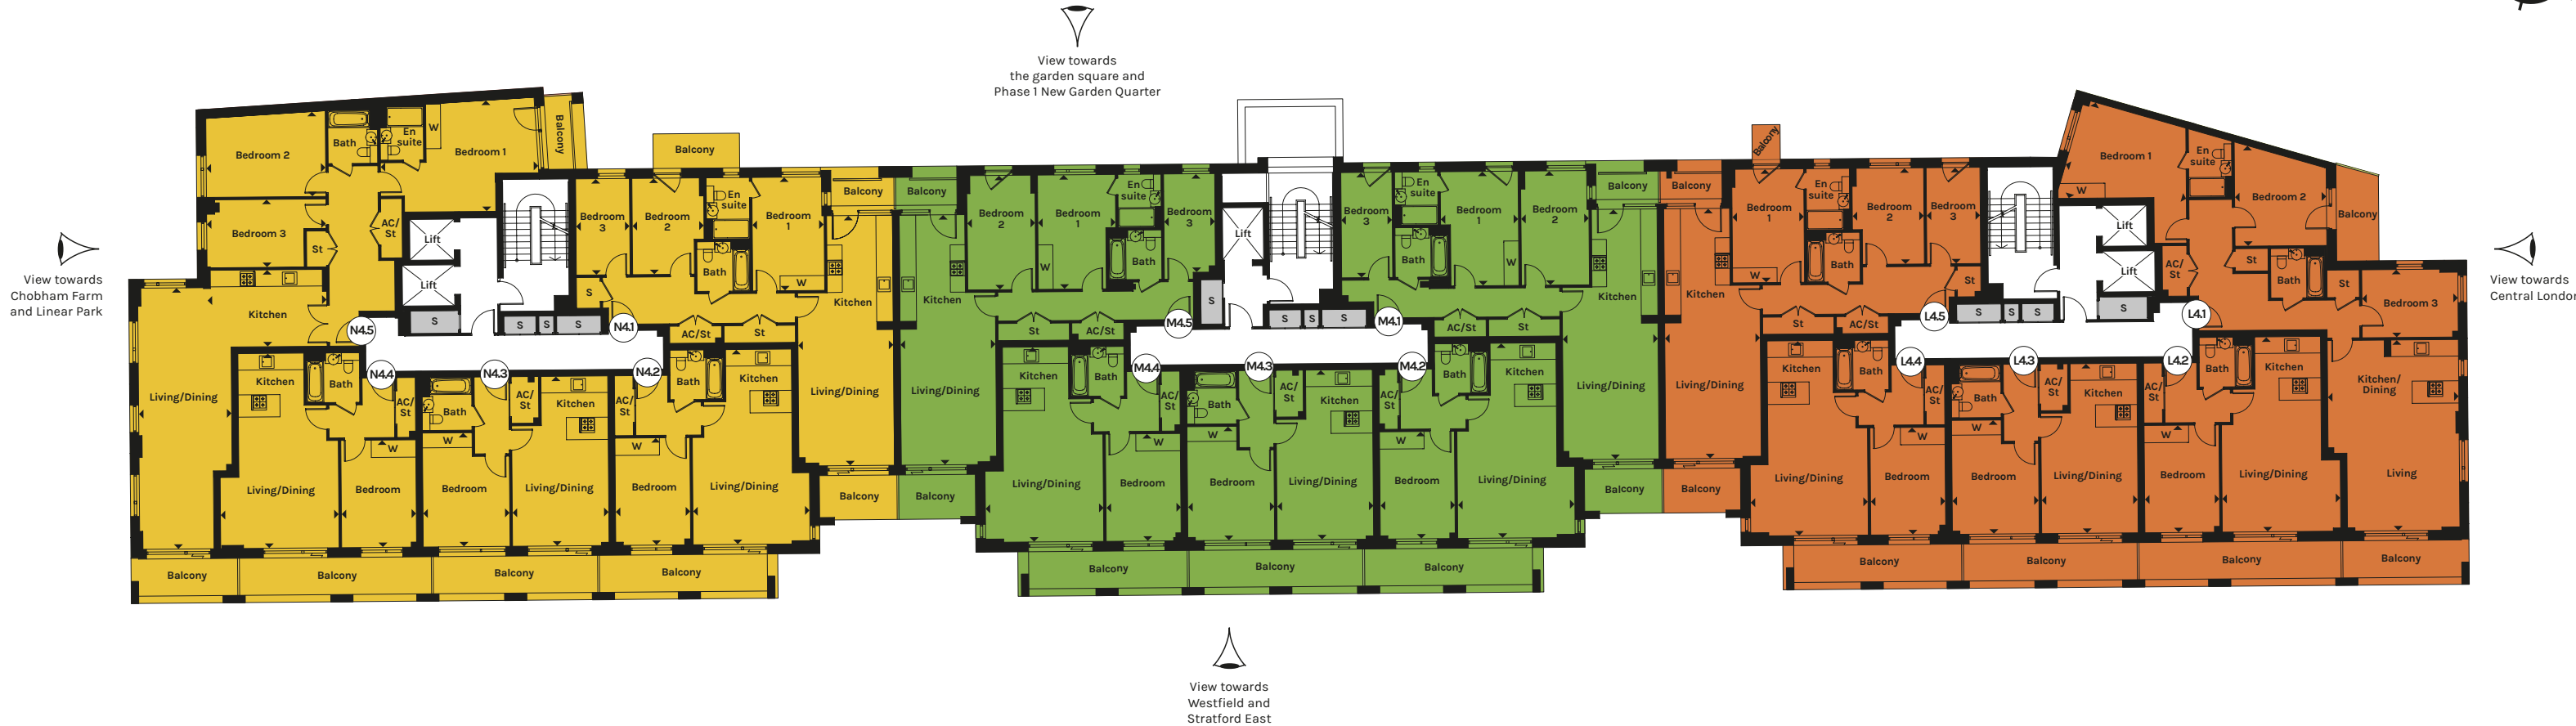 View towards
the garden square and
Phase 1 New Garden Quarter
View towards
Chobham Farm
and Linear Park
View towards
Central London
View towards
Westfield and
Stratford East
Bedroom 2
Bath
En
suite
W
Bedroom 1
Balcony
Bedroom 3
St
AC/
St
Lift
Lift
S
S
S
S
Kitchen
Living/Dining
N4.5
Balcony
Bedroom
3
Bedroom
2
En
suite
Bedroom
1
Bath
W
S
N4.1
AC/St
St
Balcony
Kitchen
Living/Dining
Balcony
N4.4
Kitchen
Bath
AC/
St
W
Living/Dining
Bedroom
N4.3
Bath
W
AC/
St
Kitchen
Bedroom
Living/Dining
N4.2
AC/
St
Bath
Kitchen
W
Bedroom
Living/Dining
Balcony
Balcony
Balcony
Balcony
Balcony
Bedroom
2
Bedroom
1
En
suite
Bedroom
3
W
Bath
Kitchen
St
AC/St
M4.5
Living/Dining
Balcony
Lift
S
S
S
S
Bedroom
3
En
suite
Bedroom
1
Bedroom
2
Bath
W
M4.1
AC/St
St
Balcony
Kitchen
Living/Dining
Balcony
M4.4
Kitchen
Bath
AC/
St
W
Living/Dining
Bedroom
M4.3
Bath
W
AC/
St
Kitchen
Bedroom
Living/Dining
M4.2
AC/
St
Bath
Kitchen
W
Bedroom
Living/Dining
Balcony
Balcony
Balcony
Balcony
Balcony
Bedroom
1
En
suite
Bedroom
2
Bedroom
3
W
Bath
St
Kitchen
St
AC/St
L4.5
Living/Dining
Balcony
S
S
S
Lift
Lift
S
Bedroom 1
W
En
suite
Bedroom 2
Balcony
AC/
St
St
Bath
St
Bedroom 3
L4.1
Kitchen/
Dining
Living
L4.4
Kitchen
Bath
AC/
St
W
Living/Dining
Bedroom
L4.3
Bath
W
AC/
St
Kitchen
Bedroom
Living/Dining
L4.2
AC/
St
Bath
Kitchen
W
Bedroom
Living/Dining
Balcony
Balcony
Balcony
Balcony